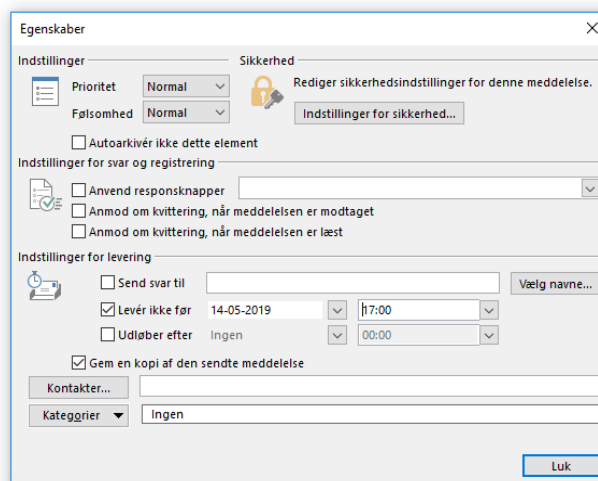 Egenskaber
Indstillinger
Sikkerhed
Prioritet Normal
Følsomhed Normal
Rediger sikkerhedsindstillinger for denne meddelelse.
Indstillinger for sikkerhed...
Autoarkivér ikke dette element
Indstillinger for svar og registrering
Anvend responsknapper
Anmod om kvittering, når meddelelsen er modtaget
Anmod om kvittering, når meddelelsen er læst
Indstillinger for levering
Send svar til Vælg navne...
Levér ikke før 14-05-2019 17:00
Udløber efter Ingen 00:00
Gem en kopi af den sendte meddelelse
Kontakter...
Kategorier Ingen
Luk